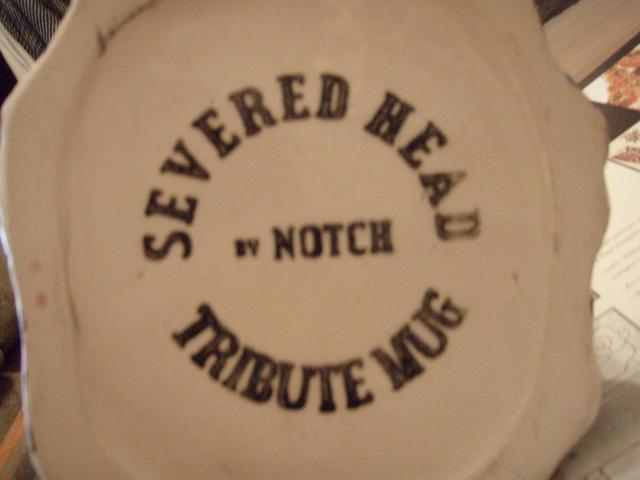 SEVERED HEAD
BY NOTCH
TRIBUTE MUG